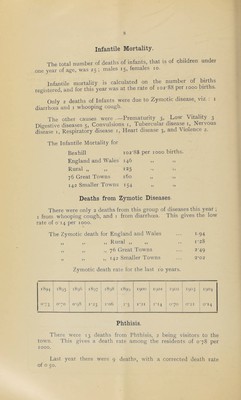 8
Infantile Mortality.
The total number of deaths of infants, that is of children under
one year of age, was 25; males 15, females 10.
Infantile mortality is calculated on the number of births
registered, and for this year was at the rate of 102·88 per 1000 births.
Only 2 deaths of Infants were due to Zymotic disease, viz : 1
diarrhœa and 1 whooping cough.
The other causes were.—Prematurity 5, Low Vitality 3
Digestive diseases 5, Convulsions 1, Tubercular disease 1, Nervous
disease 1, Respiratory disease 1, Heart disease 3, and Violence 2.
The Infantile Mortality for
Bexhill 102·88 per 1000 births.
England and Wales 146 „ „
Rural „ „ 125 „ „
76 Great Towns 160 „ „
142 Smaller Towns 154 „ „
Deaths from Zymotic Diseases.
There were only 2 deaths from this group of diseases this year;
1 from whooping cough, and 1 from diarrhœa. This gives the low
rate of 0·14 per 1000.
The Zymotic death for England and Wales ... 1·94
„ „ „ Rural „ „ ... 1·28
„ „ „ 76 Great Towns ... 2·49
„ „ „ 142 Smaller Towns ... 2·02
Zymotic death rate for the last 10 years.
1894 1895 1896 1897 1898 1899 1900 1901 1902 1903 1904
Phthisis.
There were 13 deaths from Phthisis, 2 being visitors to the
town. This gives a death rate among the residents of 0·78 per
1000.
Last year there were 9 deaths, with a corrected death rate
of 0·32.